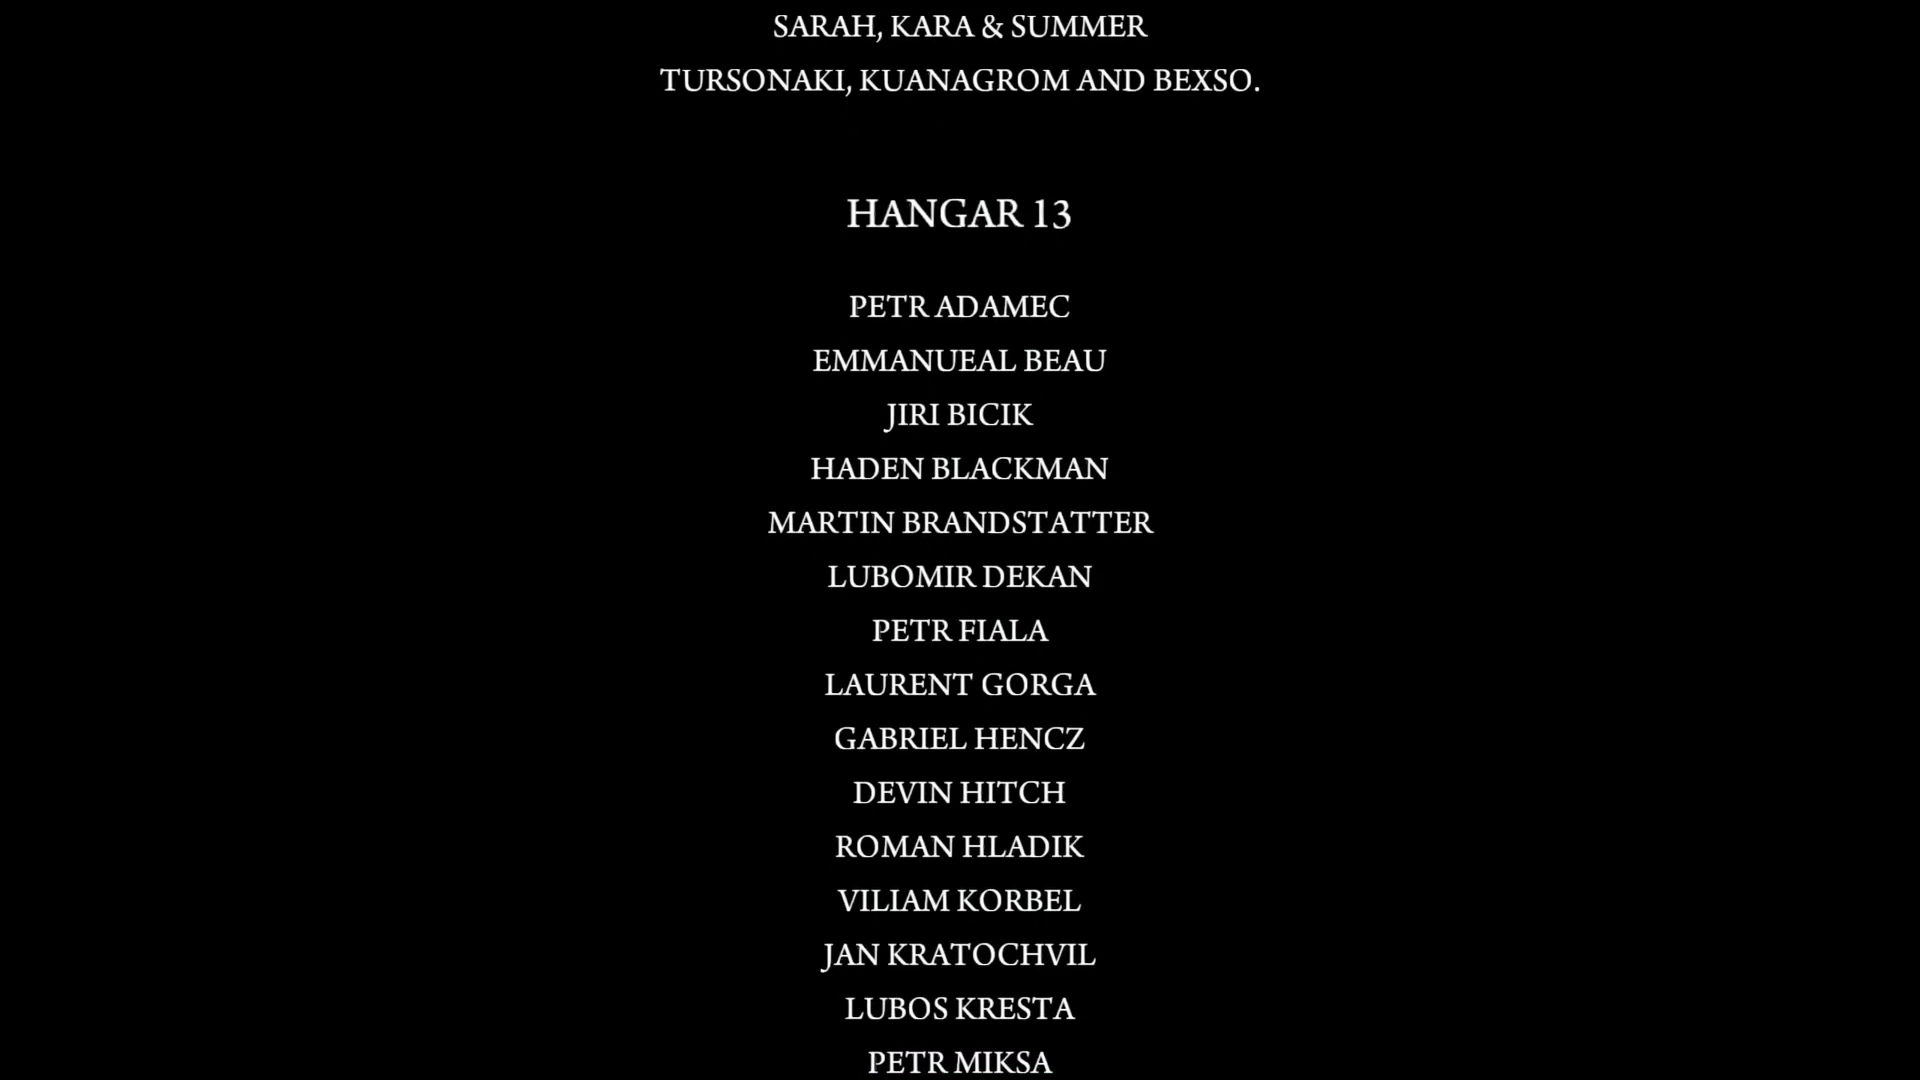 SARAH, KARA & SUMMER
TURSONAKI, KUANAGROM AND BEXSO.
HANGAR 13
PETR ADAMEC
EMMANUEAL BEAU
JIRI BICIK
HADEN BLACKMAN
MARTIN BRANDSTATTER
LUBOMIR DEKAN
PETR FIALA
LAURENT GORGA
GABRIEL HENCZ
DEVIN HITCH
ROMAN HLADIK
VILIAM KORBEL
JAN KRATOCHVIL
LUBOS KRESTA
PETR MIKSA